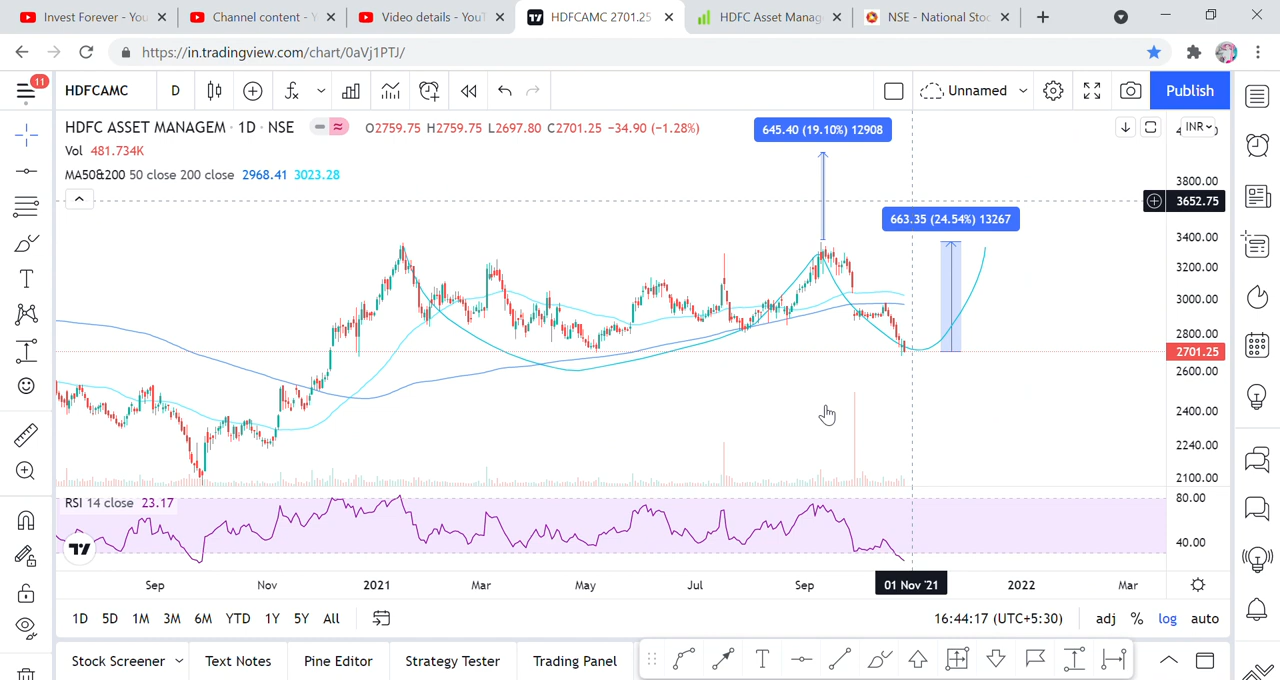 Invest Forever - You
Channel content - Y
Video details - YouT
HDFCAMC 2701.25
HDFC Asset Manag
NSE - National Stoc
https://in.tradingview.com/chart/0aVj1PTJ/
11
HDFCAMC
D
Unnamed
Publish
HDFC ASSET MANAGEM · 1D · NSE
O2759.75 H2759.75 L2697.80 C2701.25 −34.90 (−1.28%)
Vol 481.734K
MA50&200 50 close 200 close 2968.41 3023.28
645.40 (19.10%) 12908
663.35 (24.54%) 13267
INR
3800.00
3652.75
3400.00
3200.00
3000.00
2800.00
2701.25
2600.00
2400.00
2240.00
2100.00
RSI 14 close 23.17
80.00
40.00
Sep
Nov
2021
Mar
May
Jul
Sep
01 Nov '21
2022
Mar
1D 5D 1M 3M 6M YTD 1Y 5Y All
16:44:17 (UTC+5:30)
adj % log auto
Stock Screener
Text Notes
Pine Editor
Strategy Tester
Trading Panel